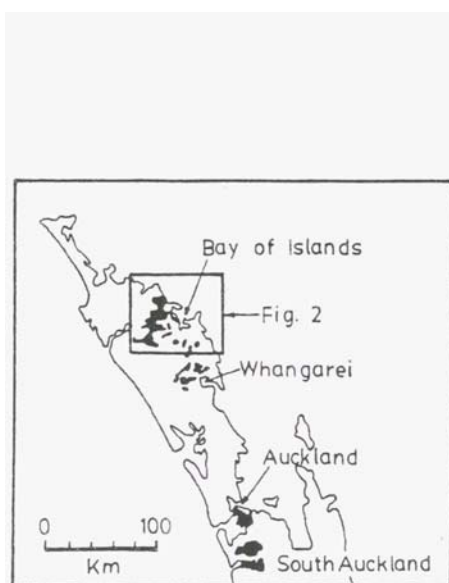 Bay of Islands
Fig. 2
Whangarei
Auckland
0 100
Km
South Auckland